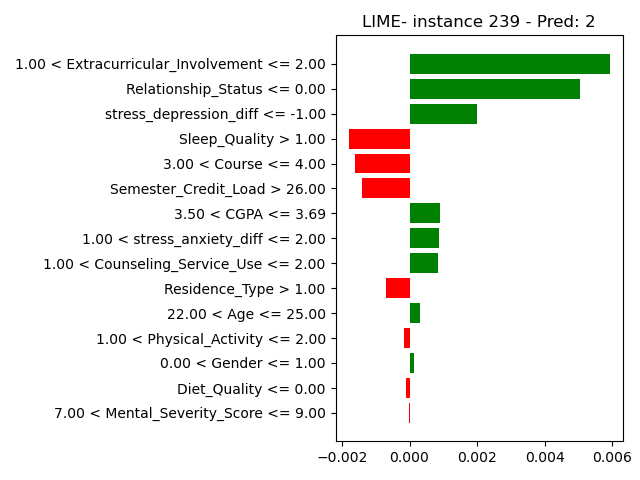 LIME- instance 239 - Pred: 2
1.00 < Extracurricular_Involvement <= 2.00
Relationship_Status <= 0.00
stress_depression_diff <= -1.00
Sleep_Quality > 1.00
3.00 < Course <= 4.00
Semester_Credit_Load > 26.00
3.50 < CGPA <= 3.69
1.00 < stress_anxiety_diff <= 2.00
1.00 < Counseling_Service_Use <= 2.00
Residence_Type > 1.00
22.00 < Age <= 25.00
1.00 < Physical_Activity <= 2.00
0.00 < Gender <= 1.00
Diet_Quality <= 0.00
7.00 < Mental_Severity_Score <= 9.00
−0.002 0.000 0.002 0.004 0.006